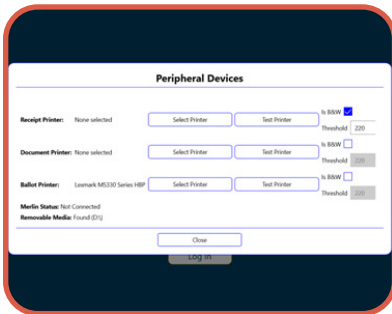 Peripheral Devices
Receipt Printer: None selected Select Printer Test Printer Is B&W
Threshold 220
Document Printer: None selected Select Printer Test Printer Is B&W
Threshold 220
Ballot Printer: Lexmark MS330 Series HBP Select Printer Test Printer Is B&W
Threshold 220
Merlin Status: Not Connected
Removable Media: Found (D:\)
Close
Log In